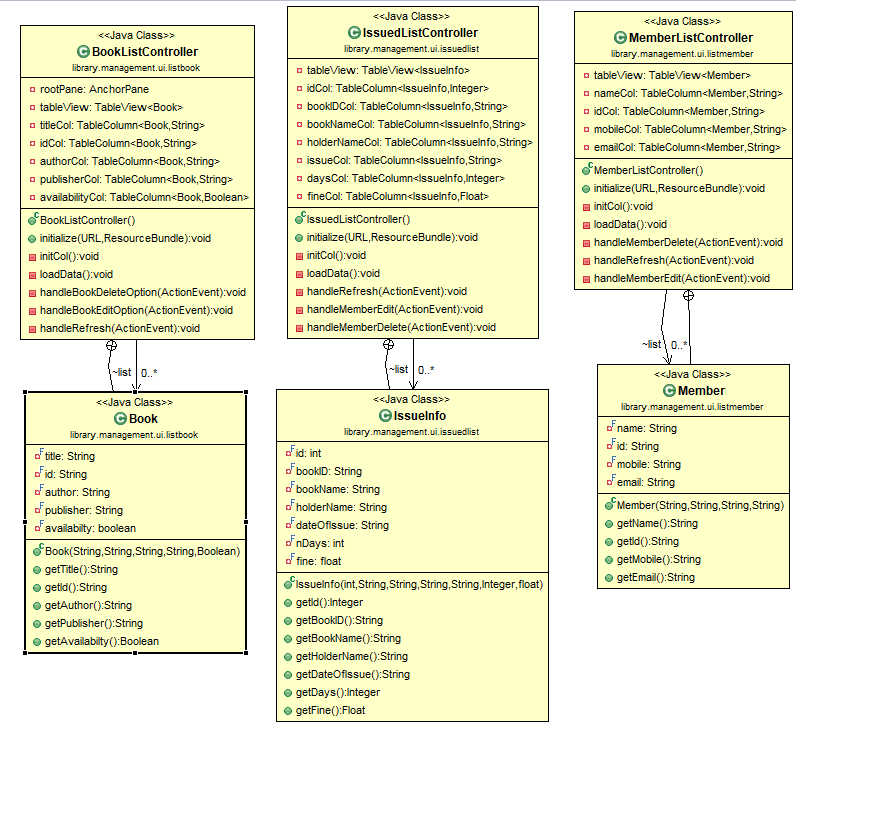 <<Java Class>>
BookListController
library.management.ui.listbook
rootPane: AnchorPane
tableView: TableView<Book>
titleCol: TableColumn<Book,String>
idCol: TableColumn<Book,String>
authorCol: TableColumn<Book,String>
publisherCol: TableColumn<Book,String>
availabilityCol: TableColumn<Book,Boolean>
BookListController()
initialize(URL,ResourceBundle):void
initCol():void
loadData():void
handleBookDeleteOption(ActionEvent):void
handleBookEditOption(ActionEvent):void
handleRefresh(ActionEvent):void
~list 0..*
<<Java Class>>
Book
library.management.ui.listbook
title: String
id: String
author: String
publisher: String
availabilty: boolean
Book(String,String,String,String,Boolean)
getTitle():String
getId():String
getAuthor():String
getPublisher():String
getAvailabilty():Boolean
<<Java Class>>
IssuedListController
library.management.ui.issuedlist
tableView: TableView<IssueInfo>
idCol: TableColumn<IssueInfo,Integer>
bookIDCol: TableColumn<IssueInfo,String>
bookNameCol: TableColumn<IssueInfo,String>
holderNameCol: TableColumn<IssueInfo,String>
issueCol: TableColumn<IssueInfo,String>
daysCol: TableColumn<IssueInfo,Integer>
fineCol: TableColumn<IssueInfo,Float>
IssuedListController()
initialize(URL,ResourceBundle):void
initCol():void
loadData():void
handleRefresh(ActionEvent):void
handleMemberEdit(ActionEvent):void
handleMemberDelete(ActionEvent):void
~list 0..*
<<Java Class>>
IssueInfo
library.management.ui.issuedlist
id: int
bookID: String
bookName: String
holderName: String
dateOfIssue: String
nDays: int
fine: float
IssueInfo(int,String,String,String,String,Integer,float)
getId():Integer
getBookID():String
getBookName():String
getHolderName():String
getDateOfIssue():String
getDays():Integer
getFine():Float
<<Java Class>>
MemberListController
library.management.ui.listmember
tableView: TableView<Member>
nameCol: TableColumn<Member,String>
idCol: TableColumn<Member,String>
mobileCol: TableColumn<Member,String>
emailCol: TableColumn<Member,String>
MemberListController()
initialize(URL,ResourceBundle):void
initCol():void
loadData():void
handleMemberDelete(ActionEvent):void
handleRefresh(ActionEvent):void
handleMemberEdit(ActionEvent):void
~list 0..*
<<Java Class>>
Member
library.management.ui.listmember
name: String
id: String
mobile: String
email: String
Member(String,String,String,String)
getName():String
getId():String
getMobile():String
getEmail():String